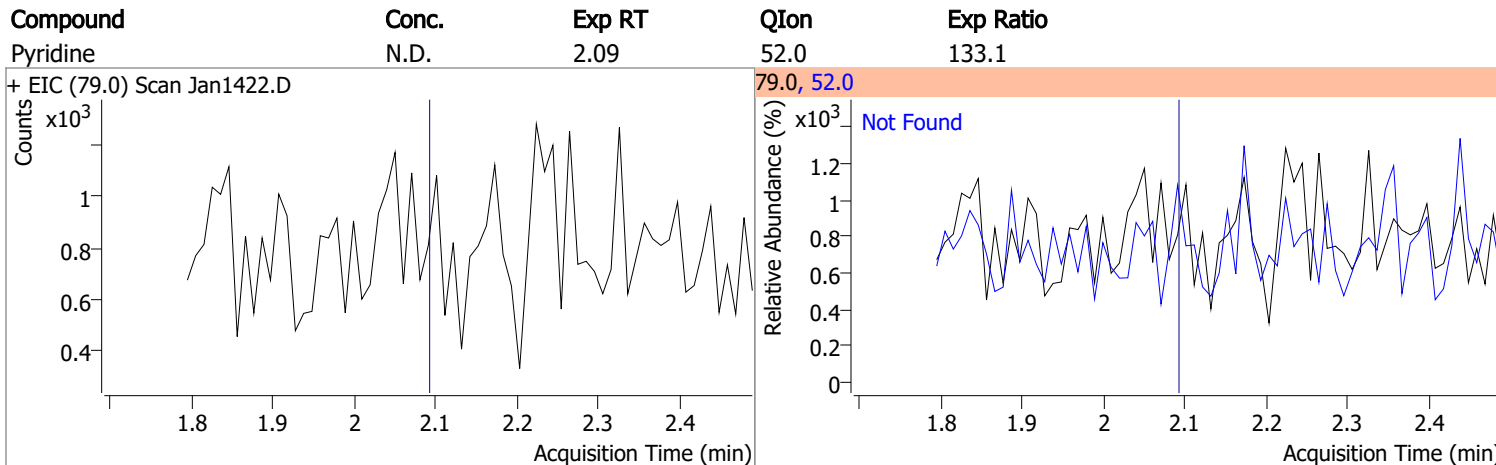 Compound Conc. Exp RT QIon Exp Ratio
Pyridine N.D. 2.09 52.0 133.1
+ EIC (79.0) Scan Jan1422.D
Counts
x10³
1
0.8
0.6
0.4
1.8 1.9 2 2.1 2.2 2.3 2.4
Acquisition Time (min)
79.0, 52.0
Relative Abundance (%)
x10³
Not Found
1.2
1
0.8
0.6
0.4
0.2
0
1.8 1.9 2 2.1 2.2 2.3 2.4
Acquisition Time (min)